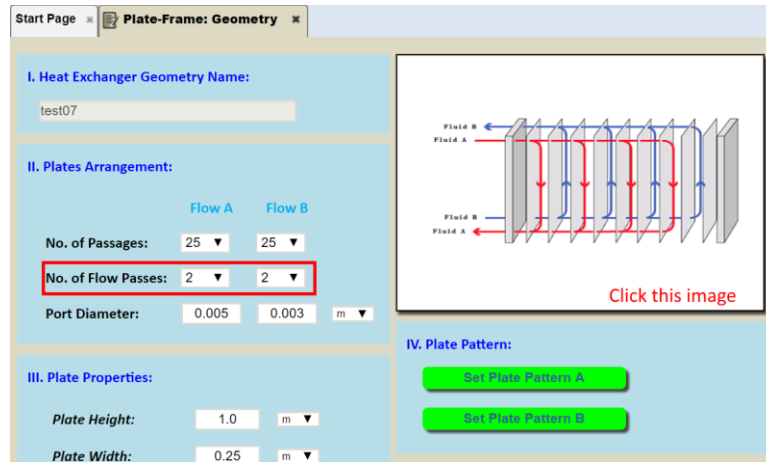 Start Page
Plate-Frame: Geometry
I. Heat Exchanger Geometry Name:
test07
II. Plates Arrangement:
Flow A Flow B
No. of Passages: 25 ▼ 25 ▼
No. of Flow Passes: 2 ▼ 2 ▼
Port Diameter: 0.005 0.003 m ▼
III. Plate Properties:
Plate Height: 1.0 m ▼
Plate Width: 0.25 m ▼
Fluid B
Fluid A
Fluid B
Fluid A
Click this image
IV. Plate Pattern:
Set Plate Pattern A
Set Plate Pattern B